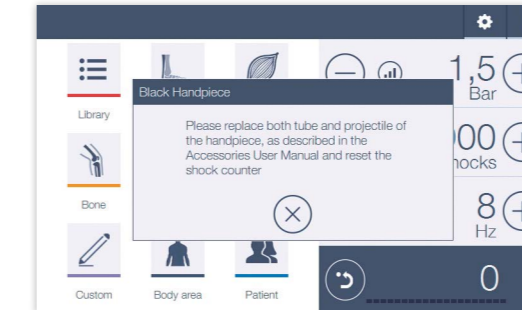 Black Handpiece
Please replace both tube and projectile of
the handpiece, as described in the
Accessories User Manual and reset the
shock counter
Library
Bone
Custom
Body area
Patient
1,5
Bar
8
Hz
0